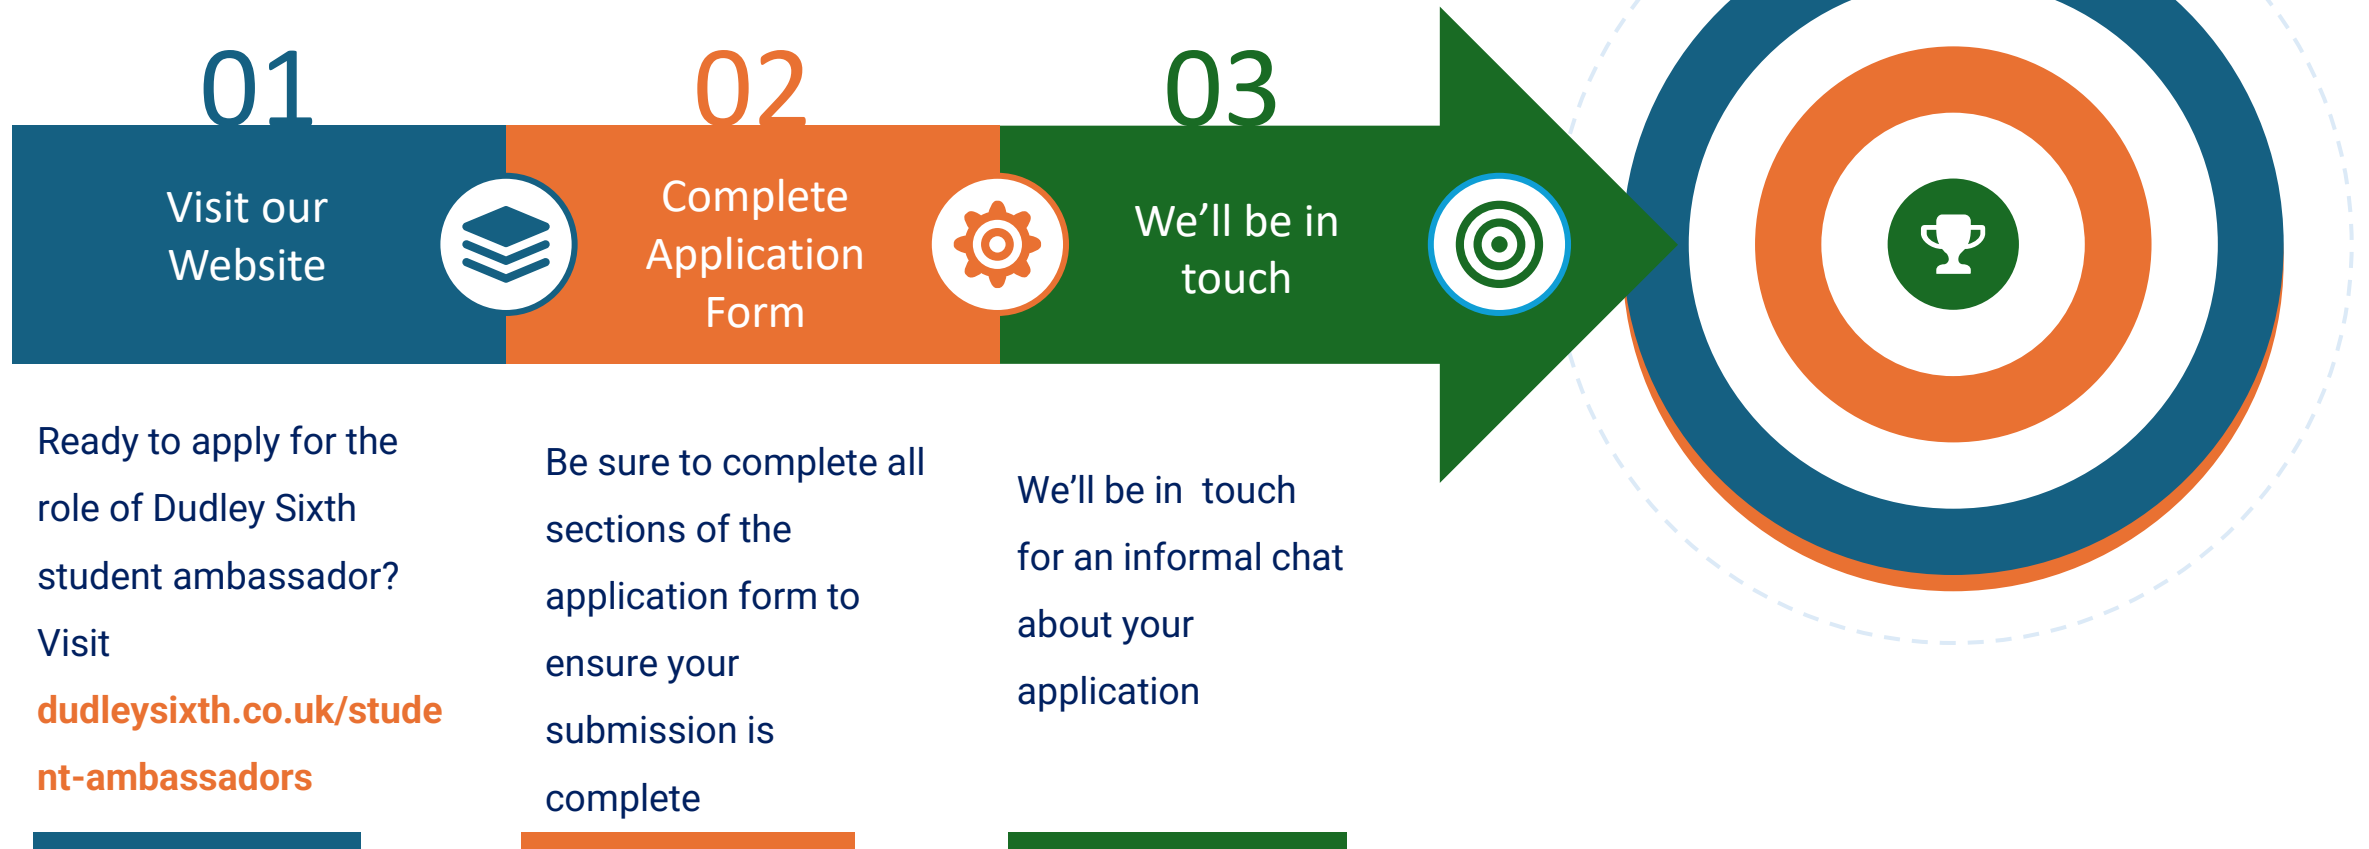 01
Visit our
Website
02
Complete
Application
Form
03
We’ll be in
touch
Ready to apply for the
role of Dudley Sixth
student ambassador?
Visit
dudleysixth.co.uk/stude
nt-ambassadors
Be sure to complete all
sections of the
application form to
ensure your
submission is
complete
We’ll be in  touch
for an informal chat
about your
application